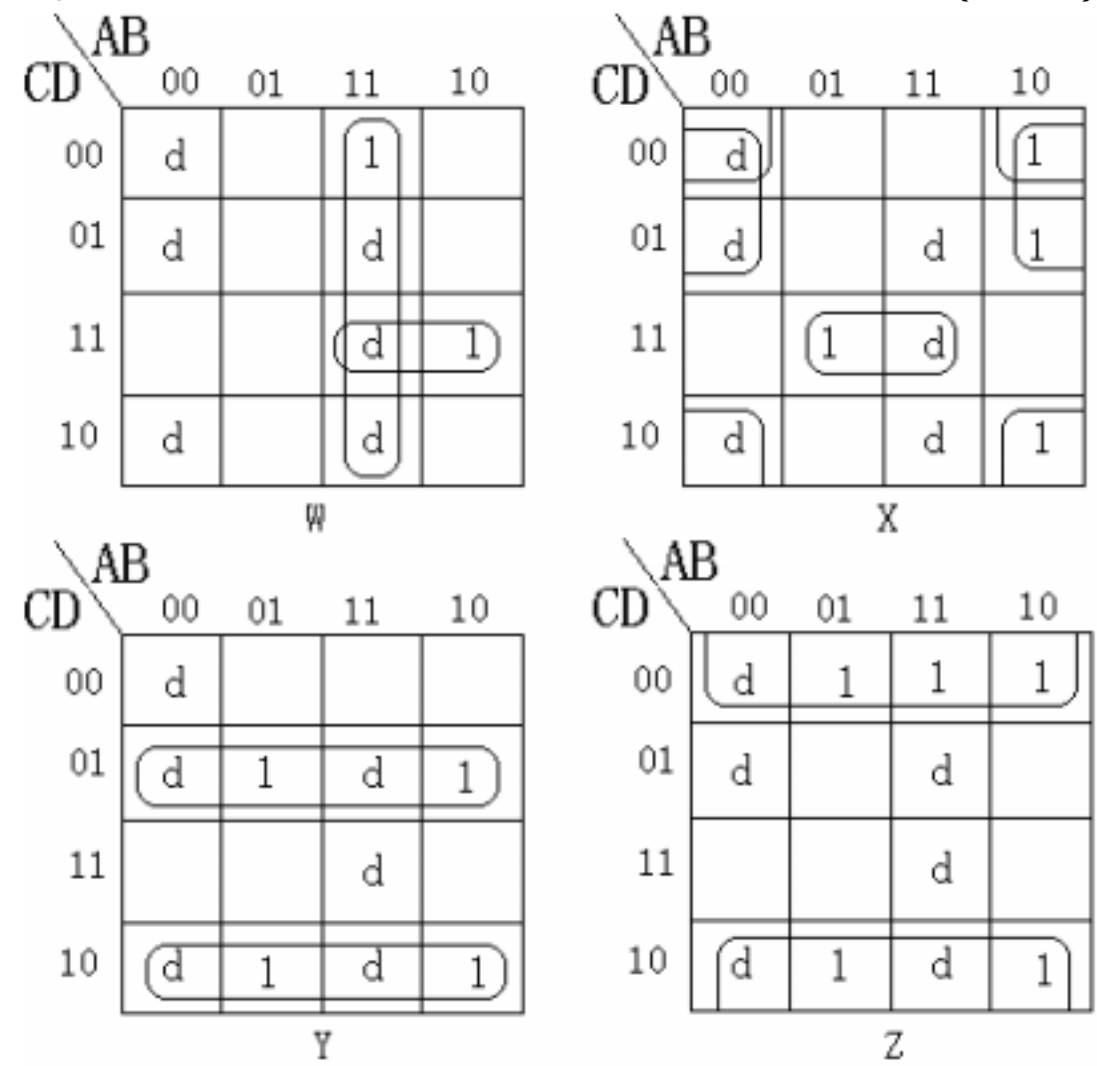 AB
CD 00 01 11 10
00 d 1
01 d d
11 d 1
10 d d
W
AB
CD 00 01 11 10
00 d 1
01 d d 1
11 1 d
10 d d 1
X
AB
CD 00 01 11 10
00 d
01 d 1 d 1
11 d
10 d 1 d 1
Y
AB
CD 00 01 11 10
00 d 1 1 1
01 d d
11 d
10 d 1 d 1
Z